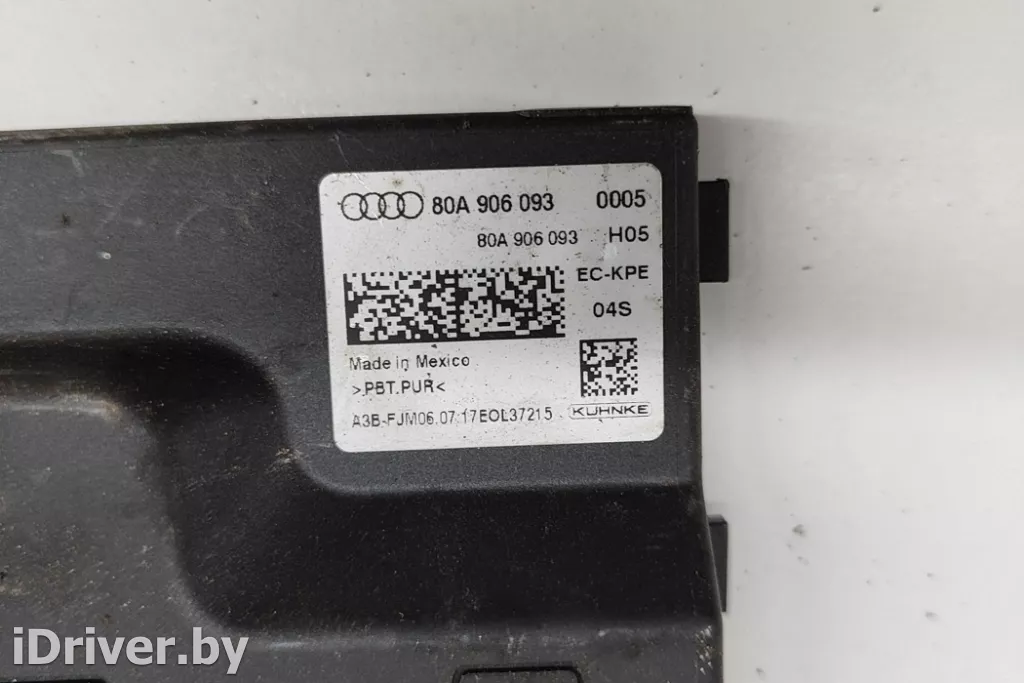 80A 906 093 0005
80A 906 093 H05
EC-KPE
04S
Made in Mexico
>PBT.PUR<
A3B-FJM06.07.17EOL37215
KUHNKE
iDriver.by